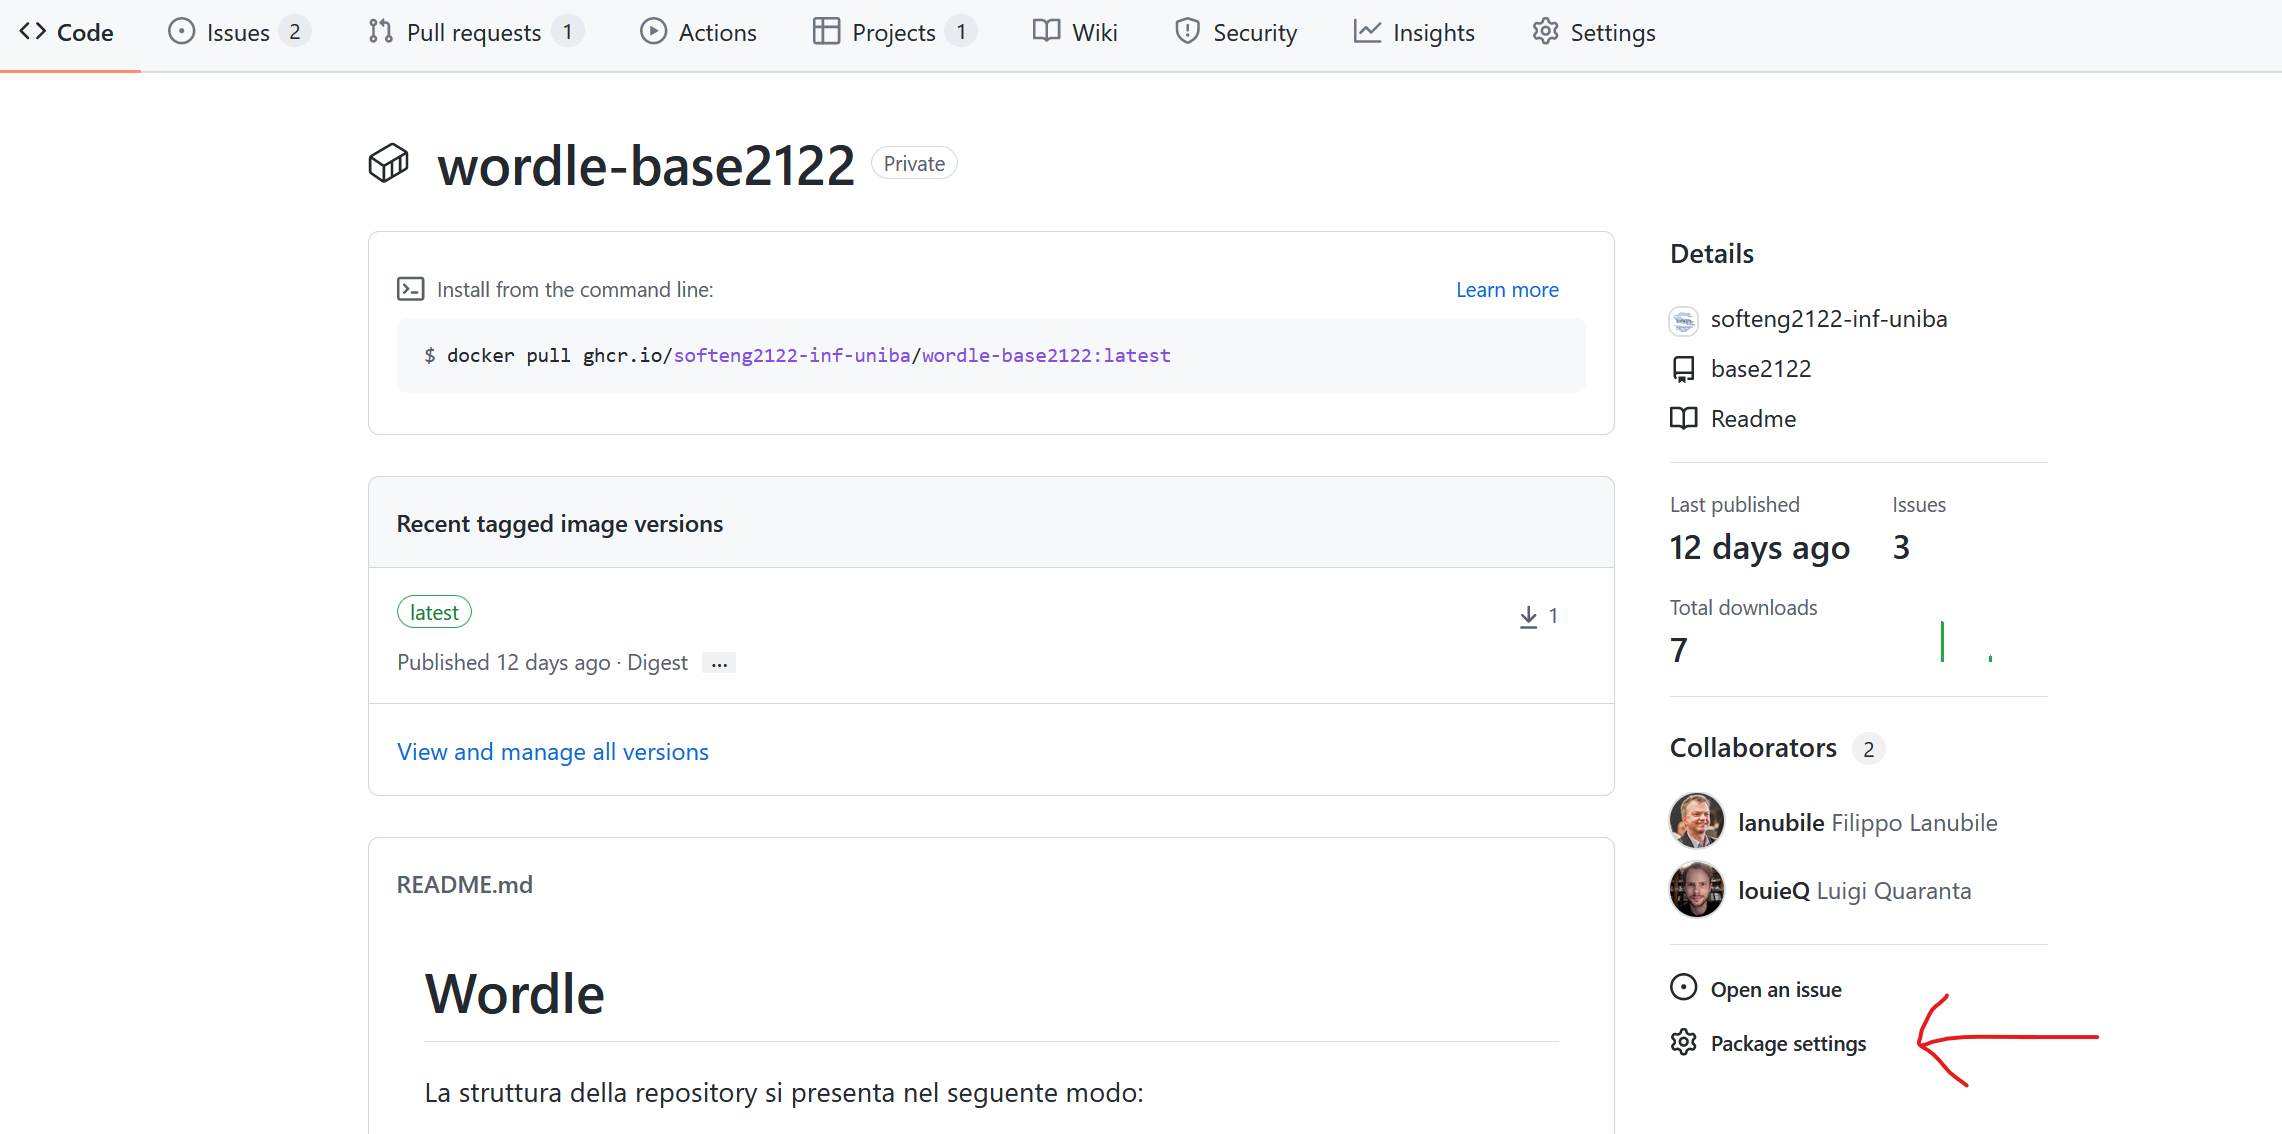 Code Issues 2 Pull requests 1 Actions Projects 1 Wiki Security Insights Settings
wordle-base2122 Private
Install from the command line: Learn more
$ docker pull ghcr.io/softeng2122-inf-uniba/wordle-base2122:latest
Recent tagged image versions
latest
1
Published 12 days ago · Digest ...
View and manage all versions
README.md
Wordle
La struttura della repository si presenta nel seguente modo:
Details
softeng2122-inf-uniba
base2122
Readme
Last published Issues
12 days ago 3
Total downloads
7
Collaborators 2
lanubile Filippo Lanubile
louieQ Luigi Quaranta
Open an issue
Package settings